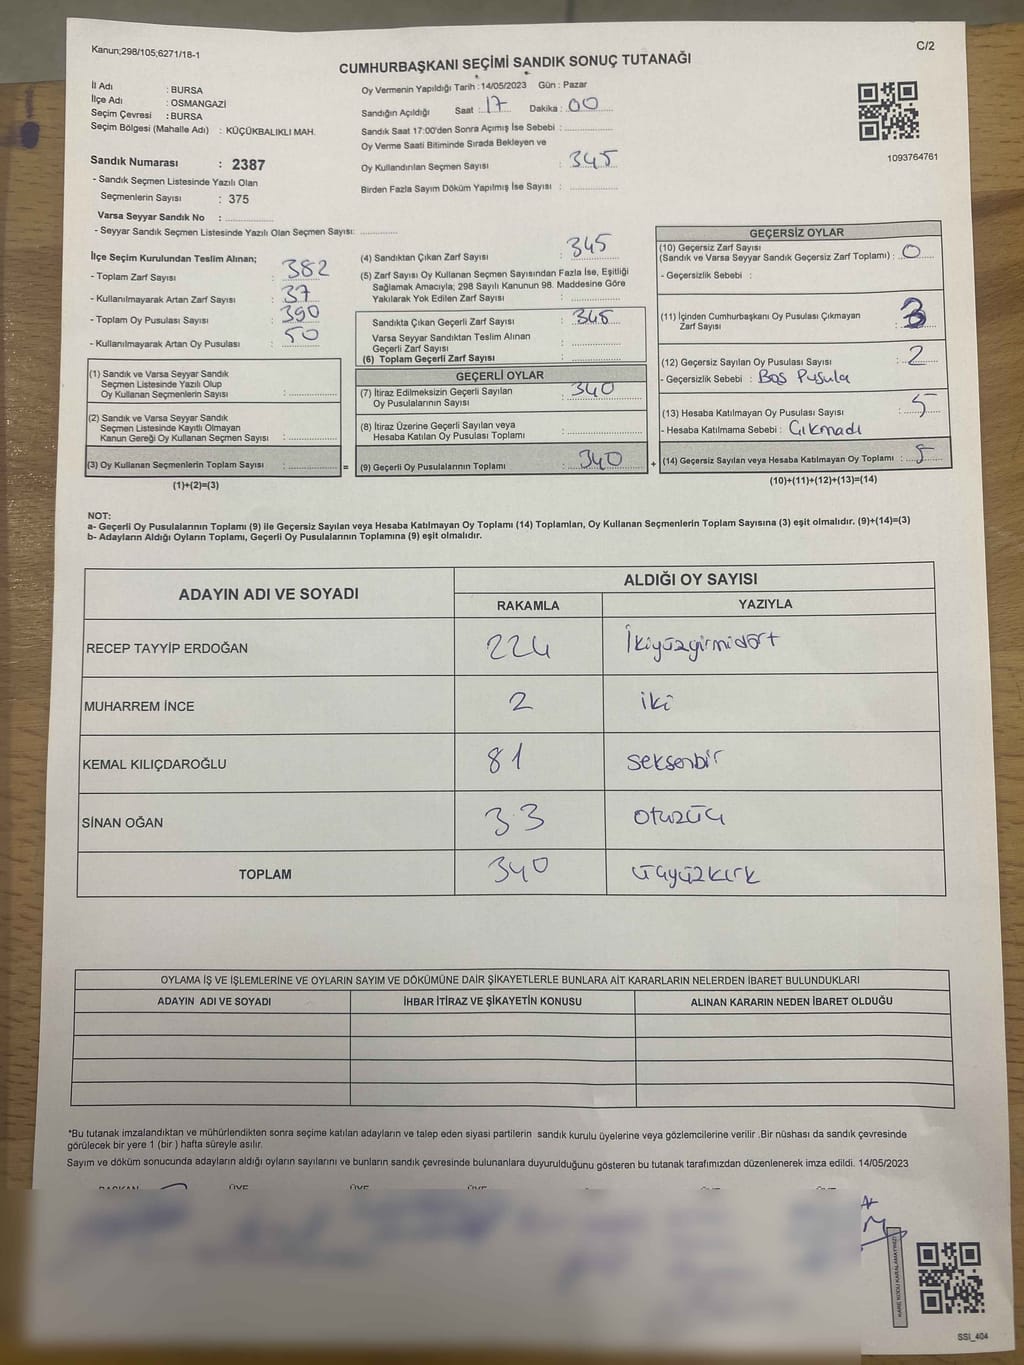 Kanun;298/105;6271/18-1
C/2
CUMHURBAŞKANI SEÇİMİ SANDIK SONUÇ TUTANAĞI
İl Adı : BURSA
İlçe Adı : OSMANGAZİ
Seçim Çevresi : BURSA
Seçim Bölgesi (Mahalle Adı) : KÜÇÜKBALIKLI MAH.
Sandık Numarası : 2387
- Sandık Seçmen Listesinde Yazılı Olan
Seçmenlerin Sayısı : 375
Varsa Seyyar Sandık No :
- Seyyar Sandık Seçmen Listesinde Yazılı Olan Seçmen Sayısı:
Oy Vermenin Yapıldığı Tarih :14/05/2023 Gün : Pazar
Sandığın Açıldığı Saat : 17 Dakika : 00
Sandık Saat 17:00'den Sonra Açımış İse Sebebi :
Oy Verme Saati Bitiminde Sırada Bekleyen ve
Oy Kullandırılan Seçmen Sayısı : 345
Birden Fazla Sayım Döküm Yapılmış İse Sayısı :
1093764761
İlçe Seçim Kurulundan Teslim Alınan;
- Toplam Zarf Sayısı : 382
- Kullanılmayarak Artan Zarf Sayısı : 37
- Toplam Oy Pusulası Sayısı : 390
- Kullanılmayarak Artan Oy Pusulası : 50
(1) Sandık ve Varsa Seyyar Sandık
Seçmen Listesinde Yazılı Olup
Oy Kullanan Seçmenlerin Sayısı :
(2) Sandık ve Varsa Seyyar Sandık
Seçmen Listesinde Kayıtlı Olmayan
Kanun Gereği Oy Kullanan Seçmen Sayısı :
(3) Oy Kullanan Seçmenlerin Toplam Sayısı :
(1)+(2)=(3)
(4) Sandıktan Çıkan Zarf Sayısı : 345
(5) Zarf Sayısı Oy Kullanan Seçmen Sayısından Fazla İse, Eşitliği
Sağlamak Amacıyla; 298 Sayılı Kanunun 98. Maddesine Göre
Yakılarak Yok Edilen Zarf Sayısı :
Sandıkta Çıkan Geçerli Zarf Sayısı : 345
Varsa Seyyar Sandıktan Teslim Alınan
Geçerli Zarf Sayısı :
(6) Toplam Geçerli Zarf Sayısı :
GEÇERLİ OYLAR
(7) İtiraz Edilmeksizin Geçerli Sayılan
Oy Pusulalarının Sayısı : 340
(8) İtiraz Üzerine Geçerli Sayılan veya
Hesaba Katılan Oy Pusulası Toplamı :
= (9) Geçerli Oy Pusulalarının Toplamı : 340 +
GEÇERSİZ OYLAR
(10) Geçersiz Zarf Sayısı
(Sandık ve Varsa Seyyar Sandık Geçersiz Zarf Toplamı) : 0
- Geçersizlik Sebebi :
(11) İçinden Cumhurbaşkanı Oy Pusulası Çıkmayan
Zarf Sayısı : 3
(12) Geçersiz Sayılan Oy Pusulası Sayısı : 2
- Geçersizlik Sebebi : Boş Pusula
(13) Hesaba Katılmayan Oy Pusulası Sayısı : 5
- Hesaba Katılmama Sebebi : Çıkmadı
(14) Geçersiz Sayılan veya Hesaba Katılmayan Oy Toplamı : 5
(10)+(11)+(12)+(13)=(14)
NOT:
a- Geçerli Oy Pusulalarının Toplamı (9) ile Geçersiz Sayılan veya Hesaba Katılmayan Oy Toplamı (14) Toplamları, Oy Kullanan Seçmenlerin Toplam Sayısına (3) eşit olmalıdır. (9)+(14)=(3)
b- Adayların Aldığı Oyların Toplamı, Geçerli Oy Pusulalarının Toplamına (9) eşit olmalıdır.
ADAYIN ADI VE SOYADI
ALDIĞI OY SAYISI
RAKAMLA YAZIYLA
RECEP TAYYİP ERDOĞAN 224 İkiyüzyirmidört
MUHARREM İNCE 2 iki
KEMAL KILIÇDAROĞLU 81 seksenbir
SİNAN OĞAN 33 otuzüç
TOPLAM 340 üçyüzkırk
OYLAMA İŞ VE İŞLEMLERİNE VE OYLARIN SAYIM VE DÖKÜMÜNE DAİR ŞİKAYETLERLE BUNLARA AİT KARARLARIN NELERDEN İBARET BULUNDUKLARI
ADAYIN ADI VE SOYADI İHBAR İTİRAZ VE ŞİKAYETİN KONUSU ALINAN KARARIN NEDEN İBARET OLDUĞU
*Bu tutanak imzalandıktan ve mühürlendikten sonra seçime katılan adayların ve talep eden siyasi partilerin sandık kurulu üyelerine veya gözlemcilerine verilir .Bir nüshası da sandık çevresinde
görülecek bir yere 1 (bir ) hafta süreyle asılır.
Sayım ve döküm sonucunda adayların aldığı oyların sayılarını ve bunların sandık çevresinde bulunanlara duyurulduğunu gösteren bu tutanak tarafımızdan düzenlenerek imza edildi. 14/05/2023
BAŞKAN ÜYE ÜYE ÜYE
KARE KODU KARALAMAYINIZ
SSI_404